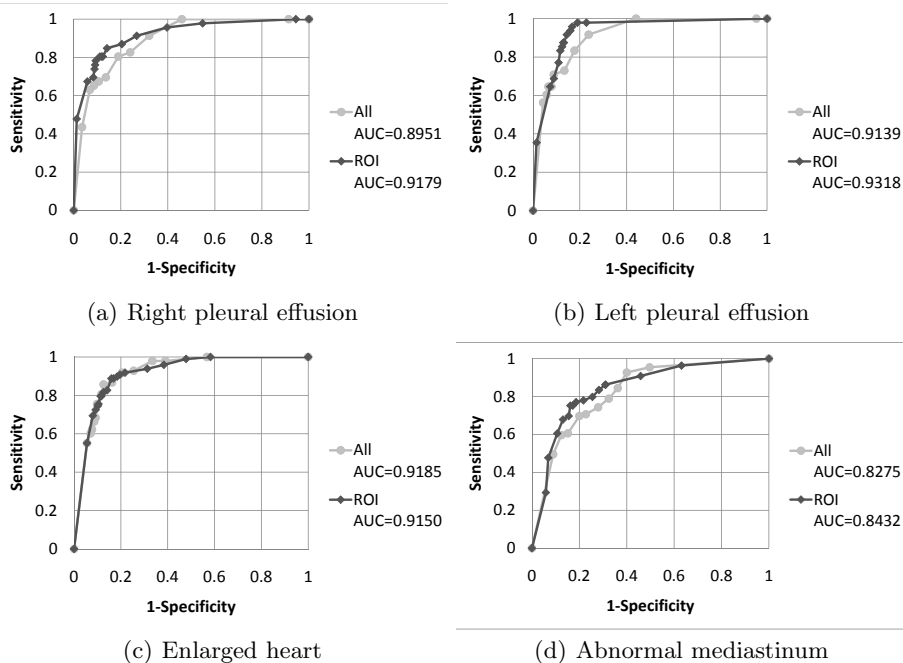 1
0.8
0.6
0.4
0.2
0
Sensitivity
0 0.2 0.4 0.6 0.8 1
1-Specificity
All
AUC=0.8951
ROI
AUC=0.9179
(a) Right pleural effusion
1
0.8
0.6
0.4
0.2
0
Sensitivity
0 0.2 0.4 0.6 0.8 1
1-Specificity
All
AUC=0.9139
ROI
AUC=0.9318
(b) Left pleural effusion
1
0.8
0.6
0.4
0.2
0
Sensitivity
0 0.2 0.4 0.6 0.8 1
1-Specificity
All
AUC=0.9185
ROI
AUC=0.9150
(c) Enlarged heart
1
0.8
0.6
0.4
0.2
0
Sensitivity
0 0.2 0.4 0.6 0.8 1
1-Specificity
All
AUC=0.8275
ROI
AUC=0.8432
(d) Abnormal mediastinum